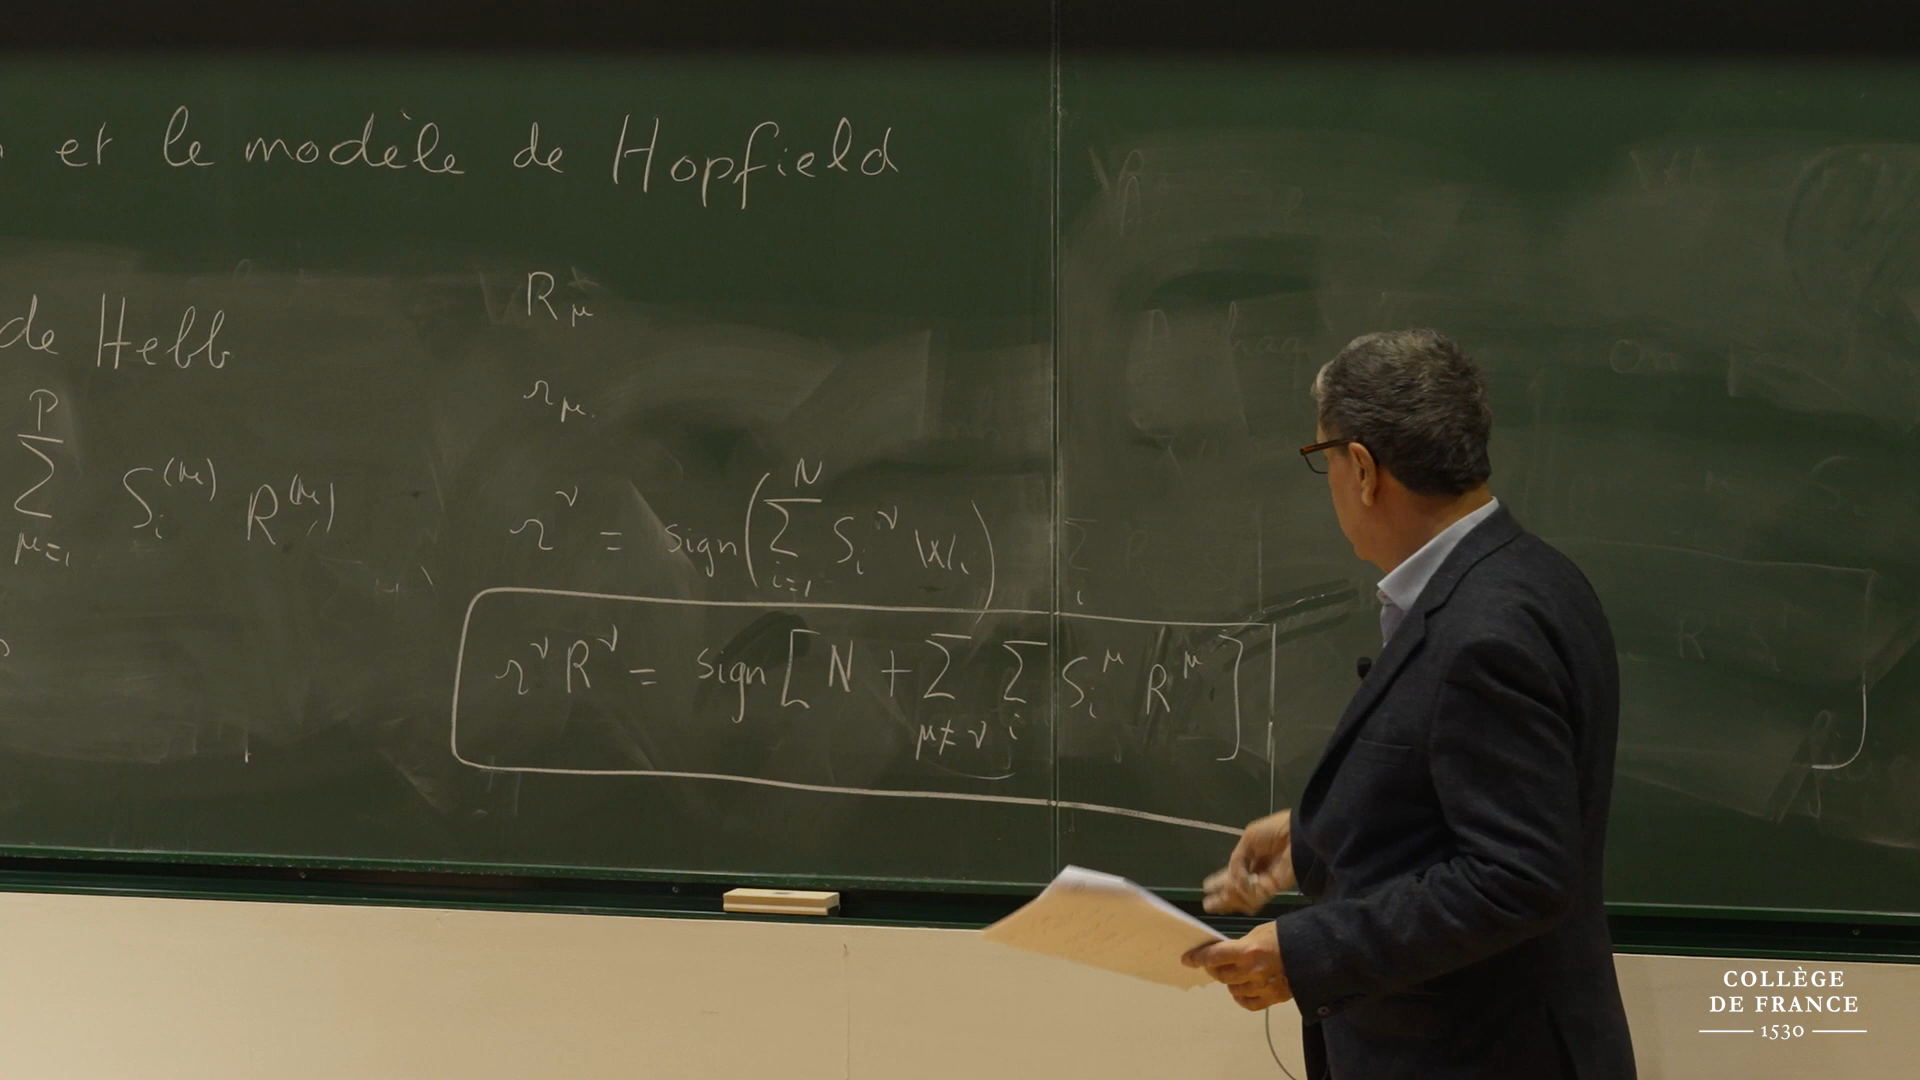 et le modèle de Hopfield
de Hebb
R_μ
r_μ.
∑_{μ=1}^{P} S_i^{(μ)} R^{(μ)}
r^ν = sign(∑_{i=1}^{N} S_i^ν W_i)
r^ν R^ν = sign[N + ∑_{μ≠ν} ∑_i S_i^μ R^μ]
COLLÈGE
DE FRANCE
1530